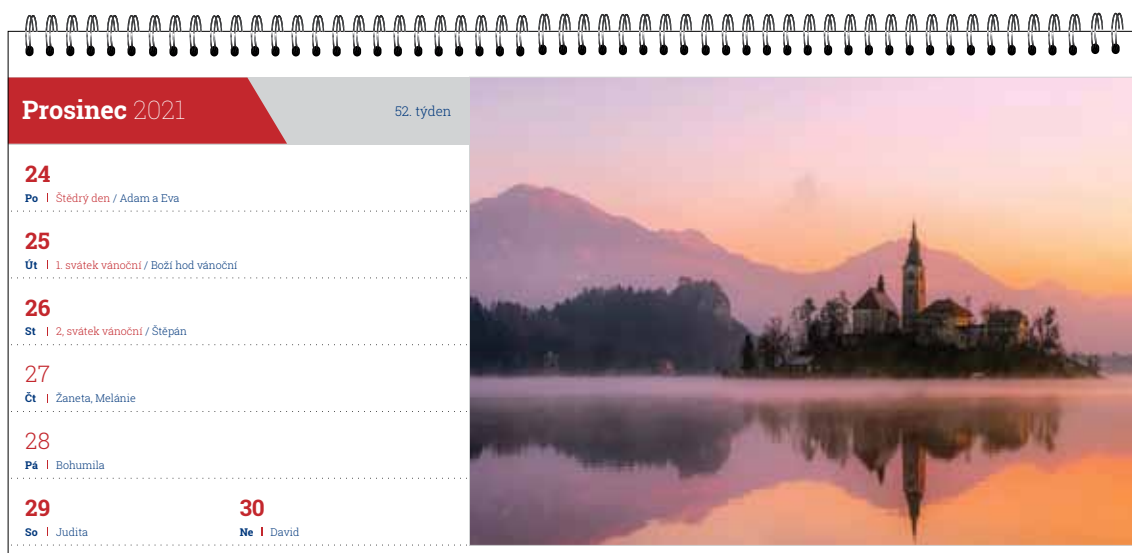 Prosinec 2021
52. týden
24
Po | Štědrý den / Adam a Eva
25
Út | 1. svátek vánoční / Boží hod vánoční
26
St | 2, svátek vánoční / Štěpán
27
Čt | Žaneta, Melánie
28
Pá | Bohumila
29
So | Judita
30
Ne | David